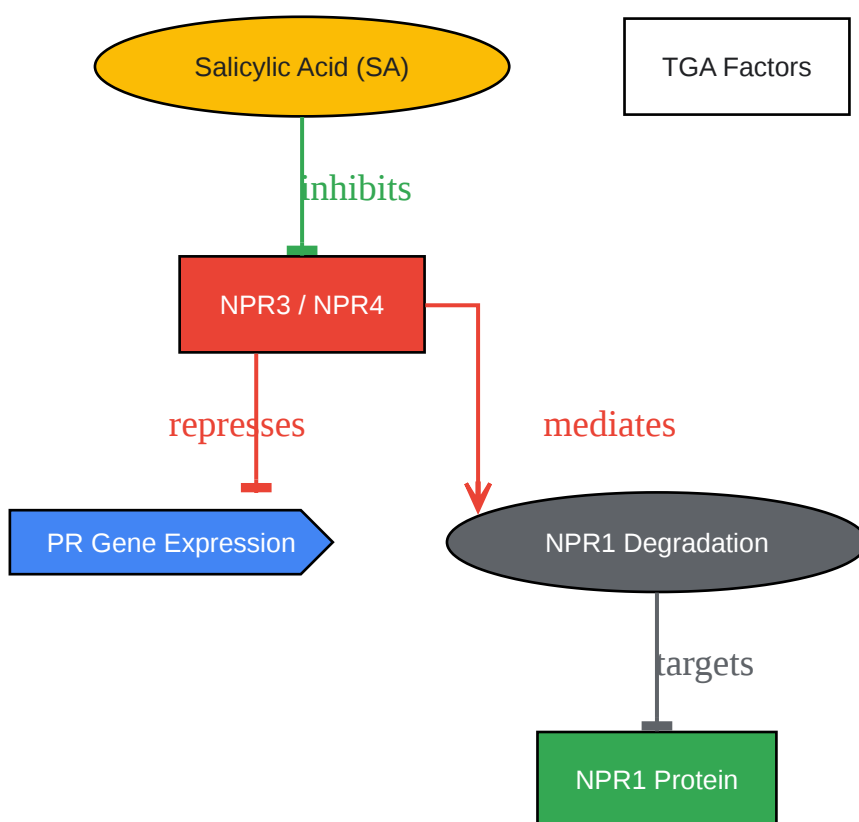 Salicylic Acid (SA)
TGA Factors
inhibits
NPR3 / NPR4
represses
mediates
PR Gene Expression
NPR1 Degradation
targets
NPR1 Protein